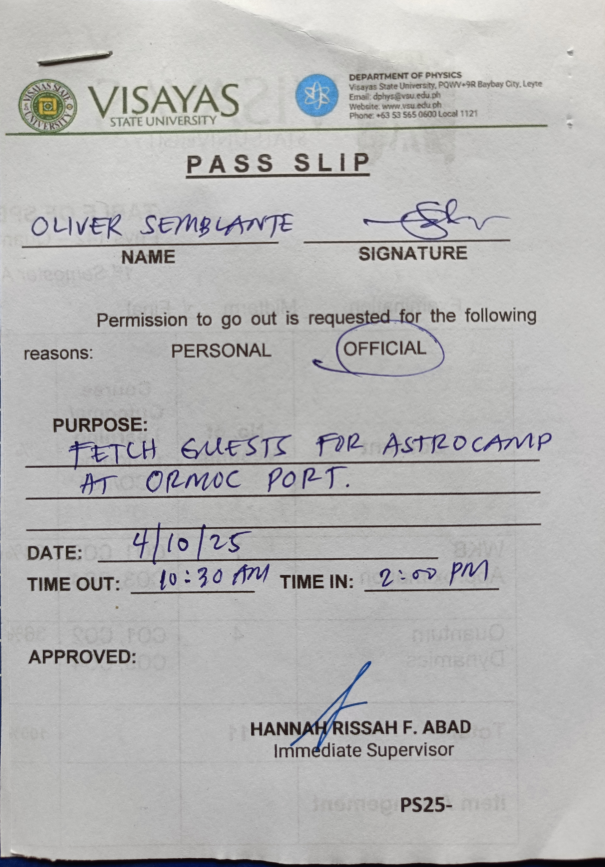 VISAYAS
STATE UNIVERSITY
DEPARTMENT OF PHYSICS
Visayas State University, PQWV+9R Baybay City, Leyte
Email: dphys@vsu.edu.ph
Website: www.vsu.edu.ph
Phone: +63 53 565 0600 Local 1121
PASS SLIP
OLIVER SEMBLANTE
NAME SIGNATURE
Permission to go out is requested for the following
reasons: PERSONAL OFFICIAL
PURPOSE:
FETCH GUESTS FOR ASTROCAMP
AT ORMOC PORT.
DATE: 4/10/25
TIME OUT: 10:30 AM TIME IN: 2:00 PM
APPROVED:
HANNAH RISSAH F. ABAD
Immediate Supervisor
PS25-